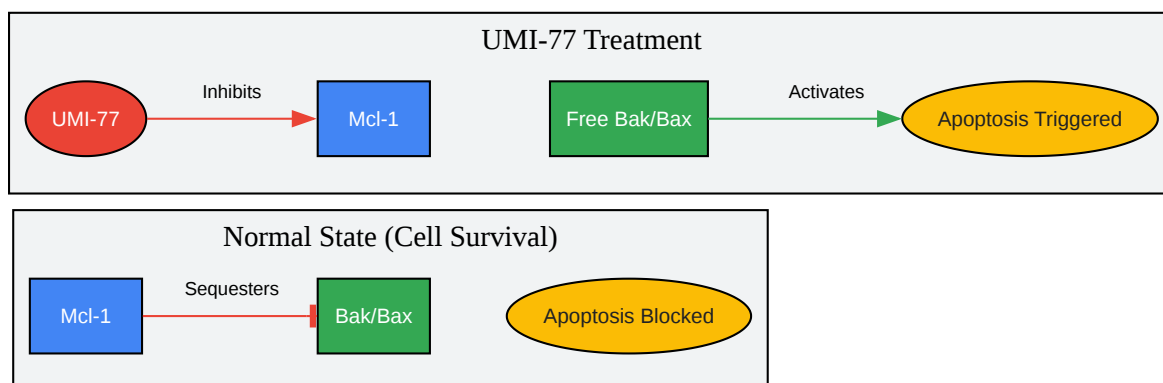 UMI-77 Treatment
UMI-77
Inhibits
Mcl-1
Free Bak/Bax
Activates
Apoptosis Triggered
Normal State (Cell Survival)
Mcl-1
Sequesters
Bak/Bax
Apoptosis Blocked